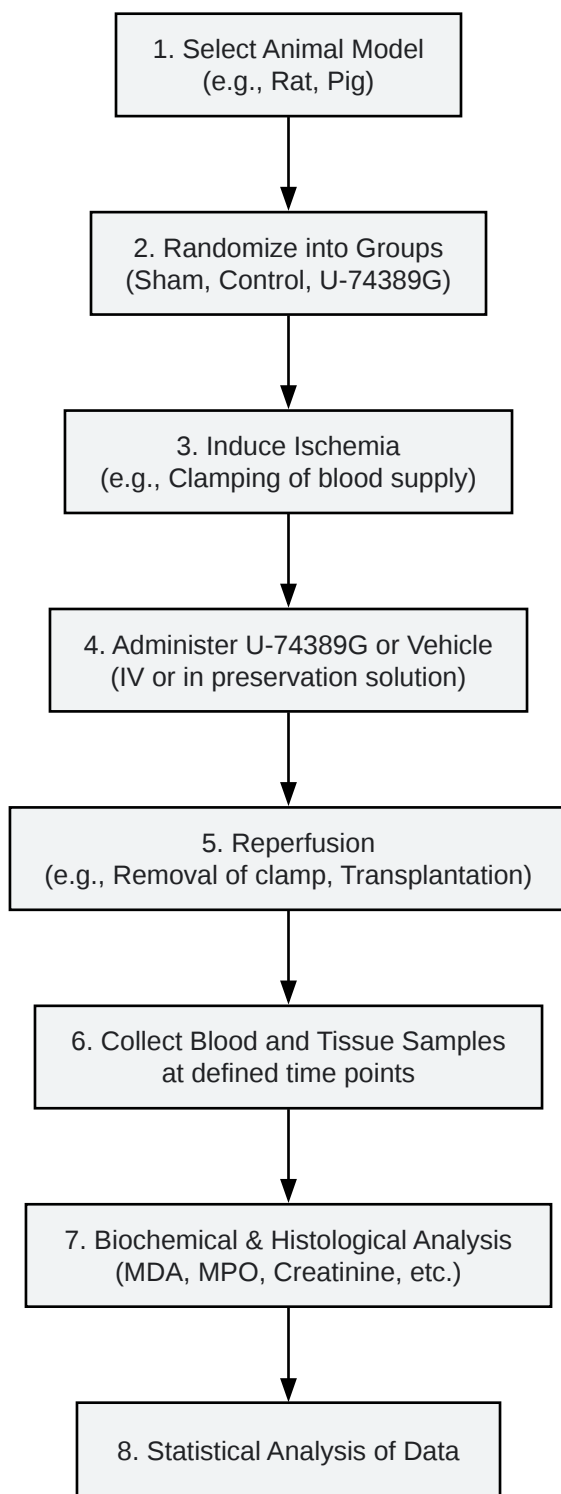 1. Select Animal Model
(e.g., Rat, Pig)
2. Randomize into Groups
(Sham, Control, U-74389G)
3. Induce Ischemia
(e.g., Clamping of blood supply)
4. Administer U-74389G or Vehicle
(IV or in preservation solution)
5. Reperfusion
(e.g., Removal of clamp, Transplantation)
6. Collect Blood and Tissue Samples
at defined time points
7. Biochemical & Histological Analysis
(MDA, MPO, Creatinine, etc.)
8. Statistical Analysis of Data